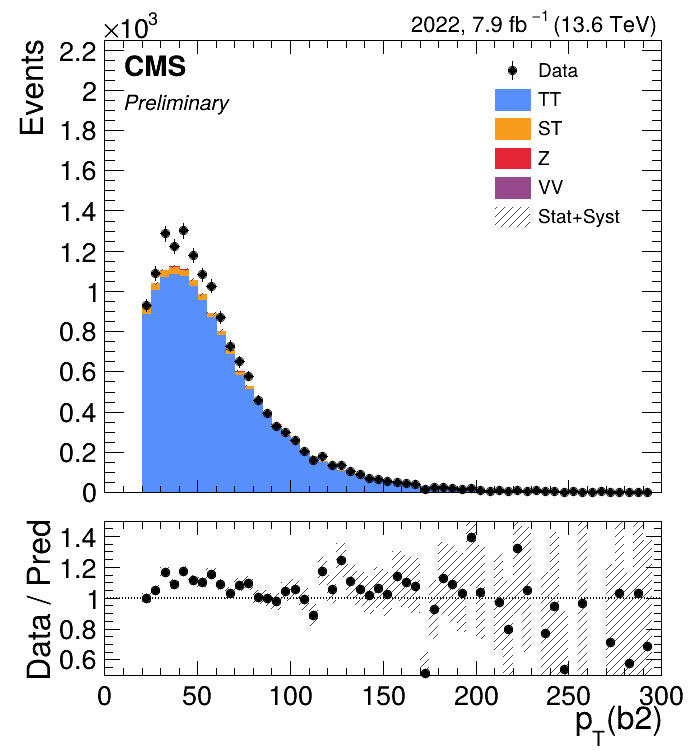 ×10³
2022, 7.9 fb⁻¹ (13.6 TeV)
Events
2.2
2
1.8
1.6
1.4
1.2
1
0.8
0.6
0.4
0.2
0
CMS
Preliminary
Data
TT
ST
Z
VV
Stat+Syst
Data / Pred
1.4
1.2
1
0.8
0.6
0 50 100 150 200 250 300
p_T(b2)